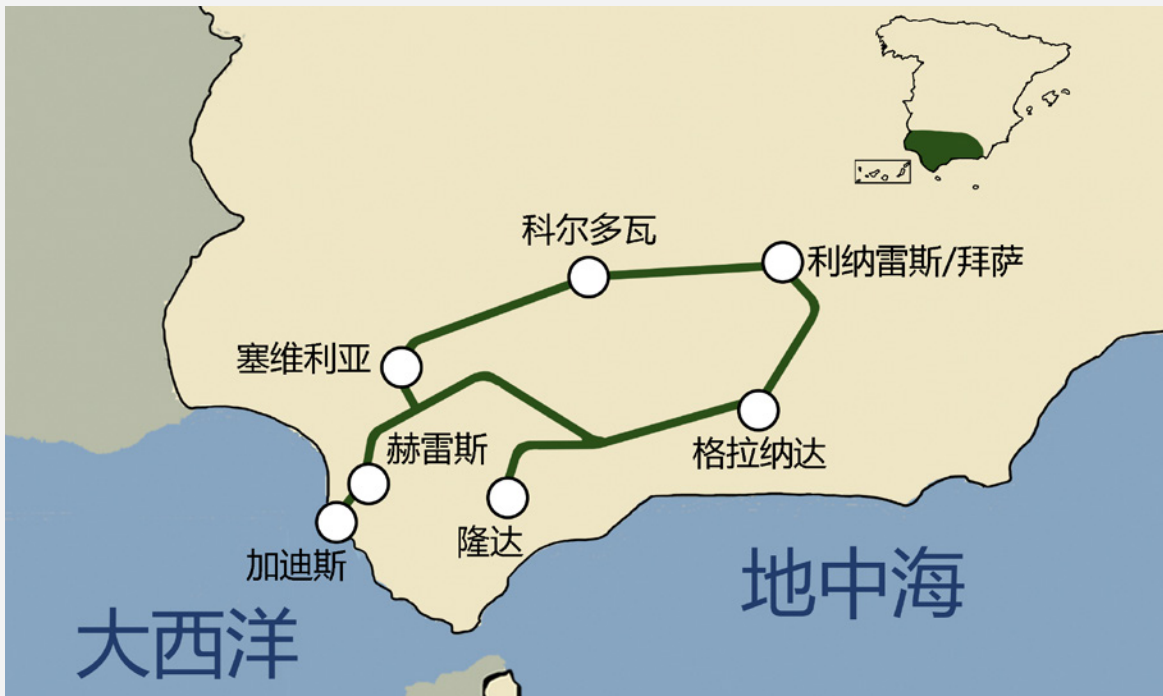 科尔多瓦
利纳雷斯/拜萨
塞维利亚
赫雷斯
格拉纳达
隆达
加迪斯
地中海
大西洋